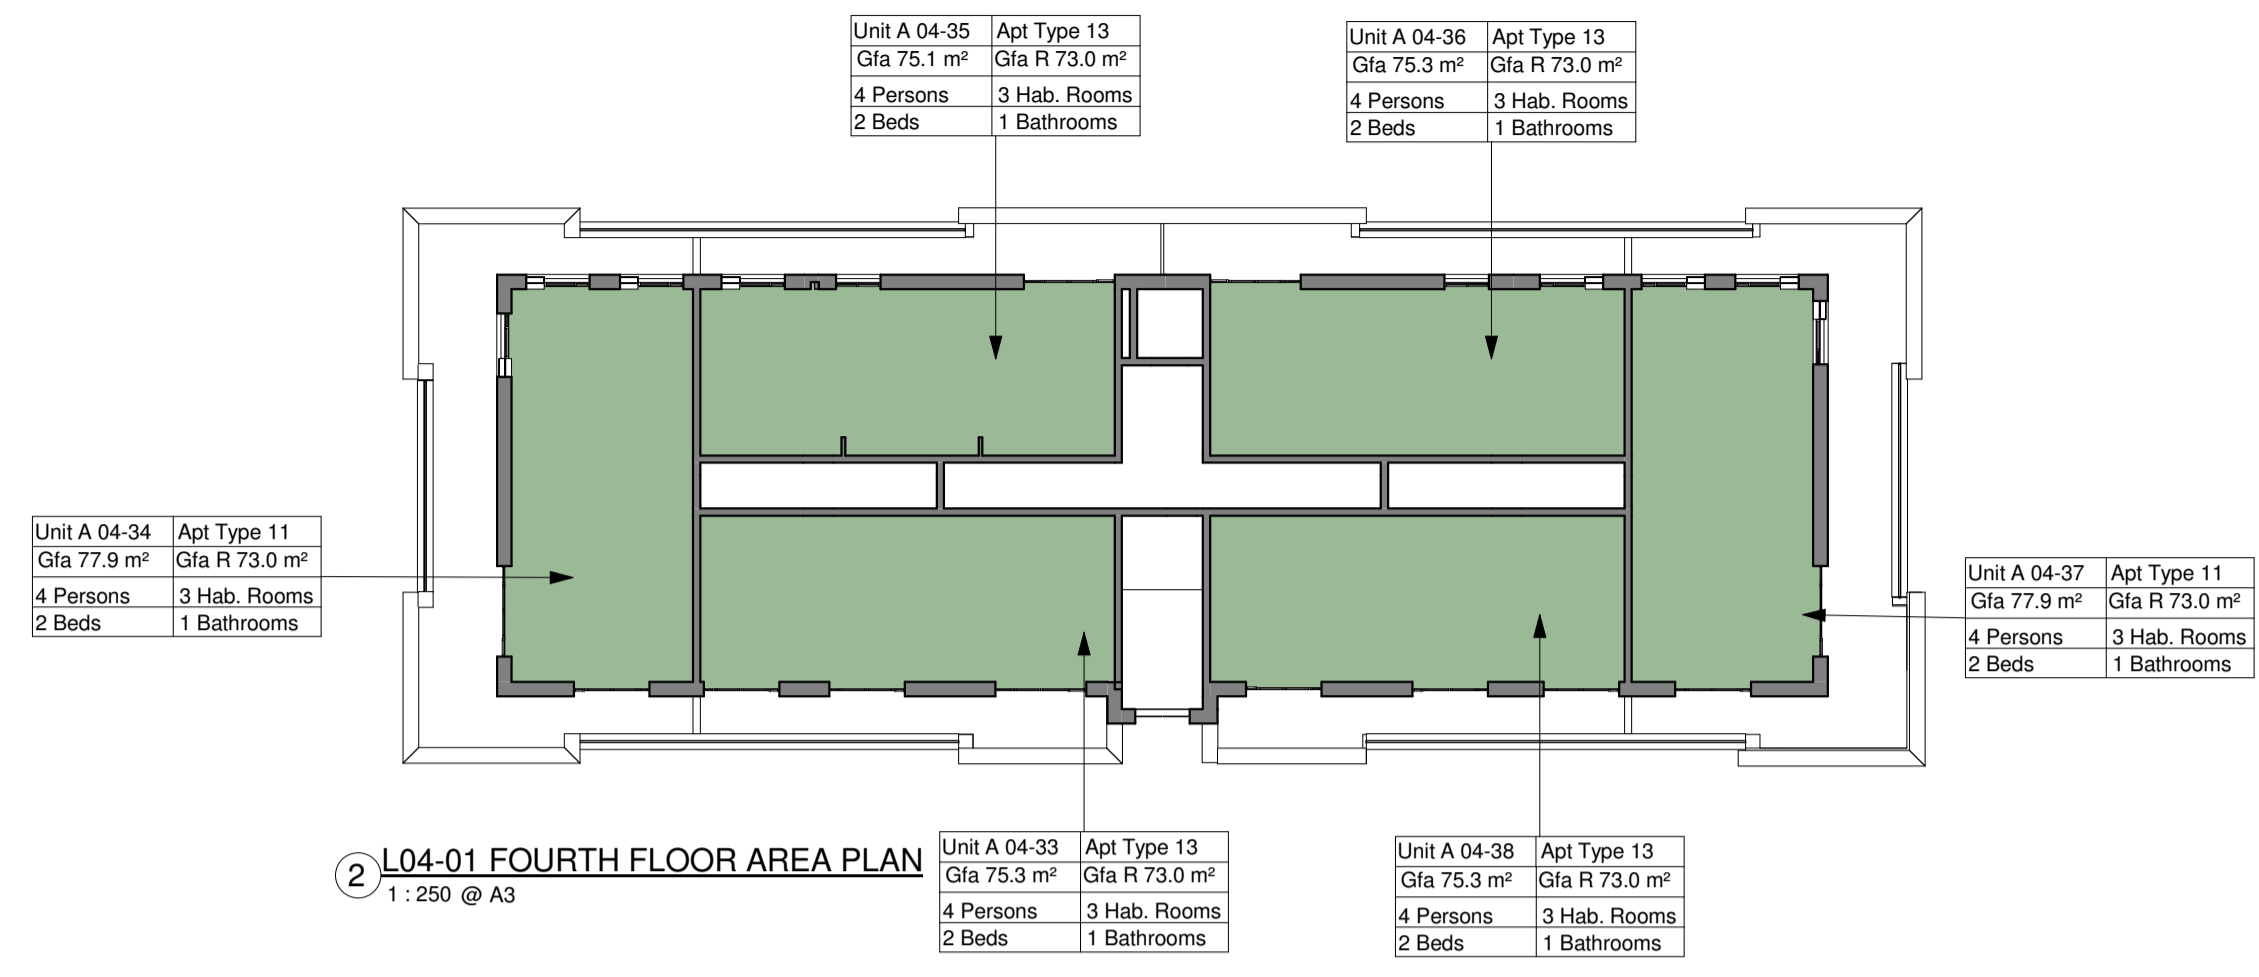 Unit A 04-35 Apt Type 13
Gfa 75.1 m² Gfa R 73.0 m²
4 Persons 3 Hab. Rooms
2 Beds 1 Bathrooms
Unit A 04-36 Apt Type 13
Gfa 75.3 m² Gfa R 73.0 m²
4 Persons 3 Hab. Rooms
2 Beds 1 Bathrooms
Unit A 04-34 Apt Type 11
Gfa 77.9 m² Gfa R 73.0 m²
4 Persons 3 Hab. Rooms
2 Beds 1 Bathrooms
Unit A 04-37 Apt Type 11
Gfa 77.9 m² Gfa R 73.0 m²
4 Persons 3 Hab. Rooms
2 Beds 1 Bathrooms
2 L04-01 FOURTH FLOOR AREA PLAN
1 : 250 @ A3
Unit A 04-33 Apt Type 13
Gfa 75.3 m² Gfa R 73.0 m²
4 Persons 3 Hab. Rooms
2 Beds 1 Bathrooms
Unit A 04-38 Apt Type 13
Gfa 75.3 m² Gfa R 73.0 m²
4 Persons 3 Hab. Rooms
2 Beds 1 Bathrooms